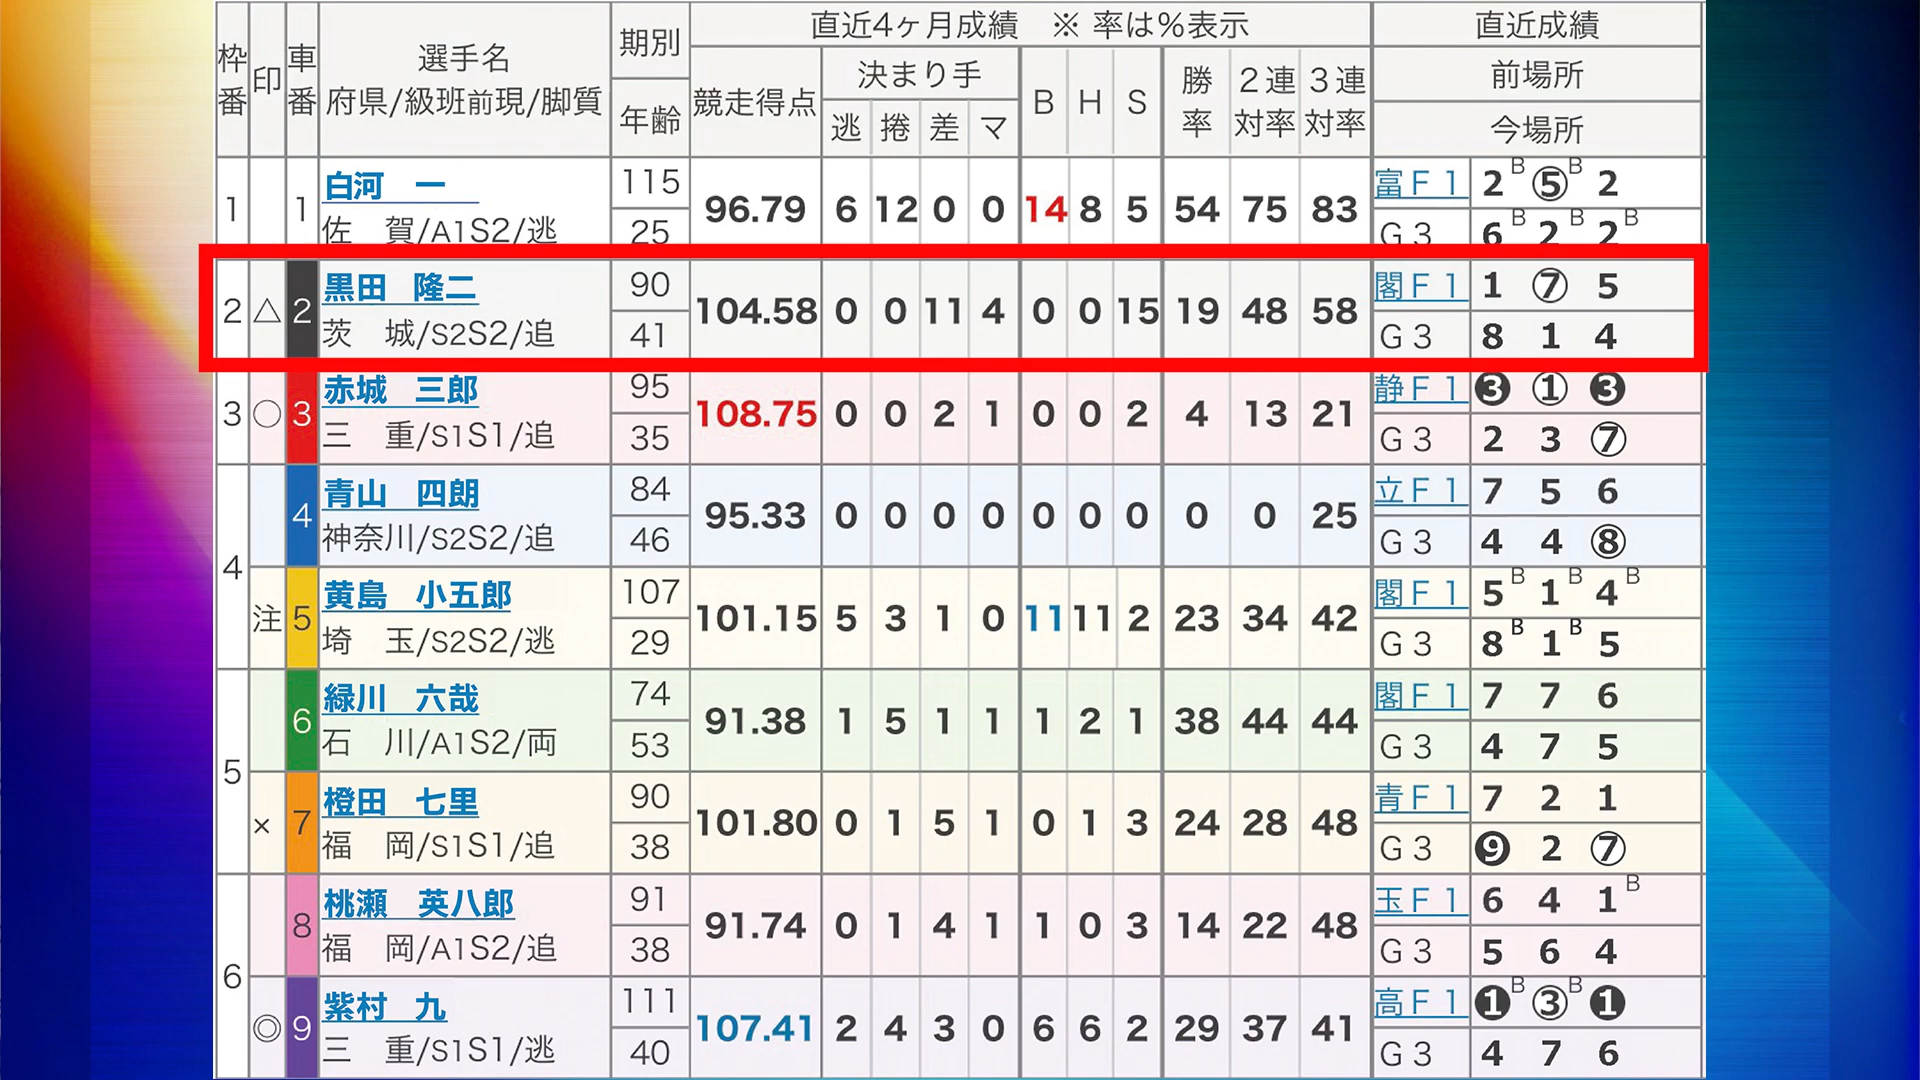 枠番 印 車番 選手名 府県/級班前現/脚質 期別 年齢 直近4ヶ月成績　※ 率は%表示 直近成績
競走得点 決まり手 B H S 勝率 2連対率 3連対率 前場所
逃 捲 差 マ 今場所
1 1 白河　一 115 96.79 6 12 0 0 14 8 5 54 75 83 富F1 2B ⑤B 2
佐　賀/A1S2/逃 25 G3 6B 2B 2B
2 △ 2 黒田　隆二 90 104.58 0 0 11 4 0 0 15 19 48 58 閣F1 1 ⑦ 5
茨　城/S2S2/追 41 G3 8 1 4
3 ○ 3 赤城　三郎 95 108.75 0 0 2 1 0 0 2 4 13 21 静F1 ❸ ① ❸
三　重/S1S1/追 35 G3 2 3 ⑦
4 4 青山　四朗 84 95.33 0 0 0 0 0 0 0 0 0 25 立F1 7 5 6
神奈川/S2S2/追 46 G3 4 4 ⑧
注 5 黄島　小五郎 107 101.15 5 3 1 0 11 11 2 23 34 42 閣F1 5B 1B 4B
埼　玉/S2S2/逃 29 G3 8B 1B 5
5 6 緑川　六哉 74 91.38 1 5 1 1 1 2 1 38 44 44 閣F1 7 7 6
石　川/A1S2/両 53 G3 4 7 5
× 7 橙田　七里 90 101.80 0 1 5 1 0 1 3 24 28 48 青F1 7 2 1
福　岡/S1S1/追 38 G3 ❾ 2 ⑦
6 8 桃瀬　英八郎 91 91.74 0 1 4 1 1 0 3 14 22 48 玉F1 6 4 1B
福　岡/A1S2/追 38 G3 5 6 4
◎ 9 紫村　九 111 107.41 2 4 3 0 6 6 2 29 37 41 高F1 ❶B ③B ❶
三　重/S1S1/逃 40 G3 4 7 6